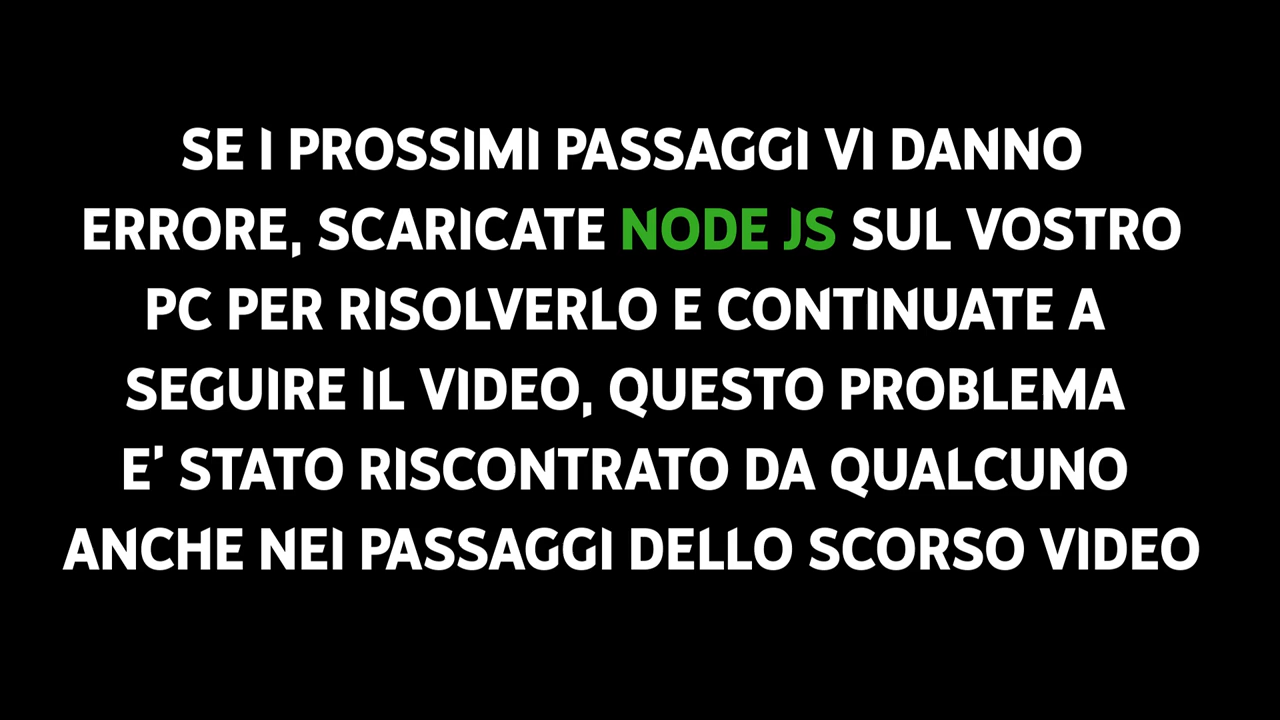 SE I PROSSIMI PASSAGGI VI DANNO
ERRORE, SCARICATE NODE JS SUL VOSTRO
PC PER RISOLVERLO E CONTINUATE A
SEGUIRE IL VIDEO, QUESTO PROBLEMA
E' STATO RISCONTRATO DA QUALCUNO
ANCHE NEI PASSAGGI DELLO SCORSO VIDEO